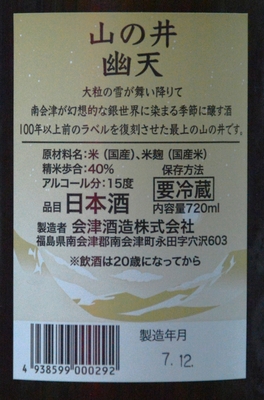 山の井
幽天
大粒の雪が舞い降りて
南会津が幻想的な銀世界に染まる季節に醸す酒
100年以上前のラベルを復刻させた最上の山の井です。
原材料名:米(国産)、米麹(国産米)
精米歩合:40% 保存方法
アルコール分:15度 要冷蔵
品目 日本酒 内容量720ml
製造者 会津酒造株式会社
福島県南会津郡南会津町永田字穴沢603
※飲酒は20歳になってから
製造年月
7.12.
4 938599 000292